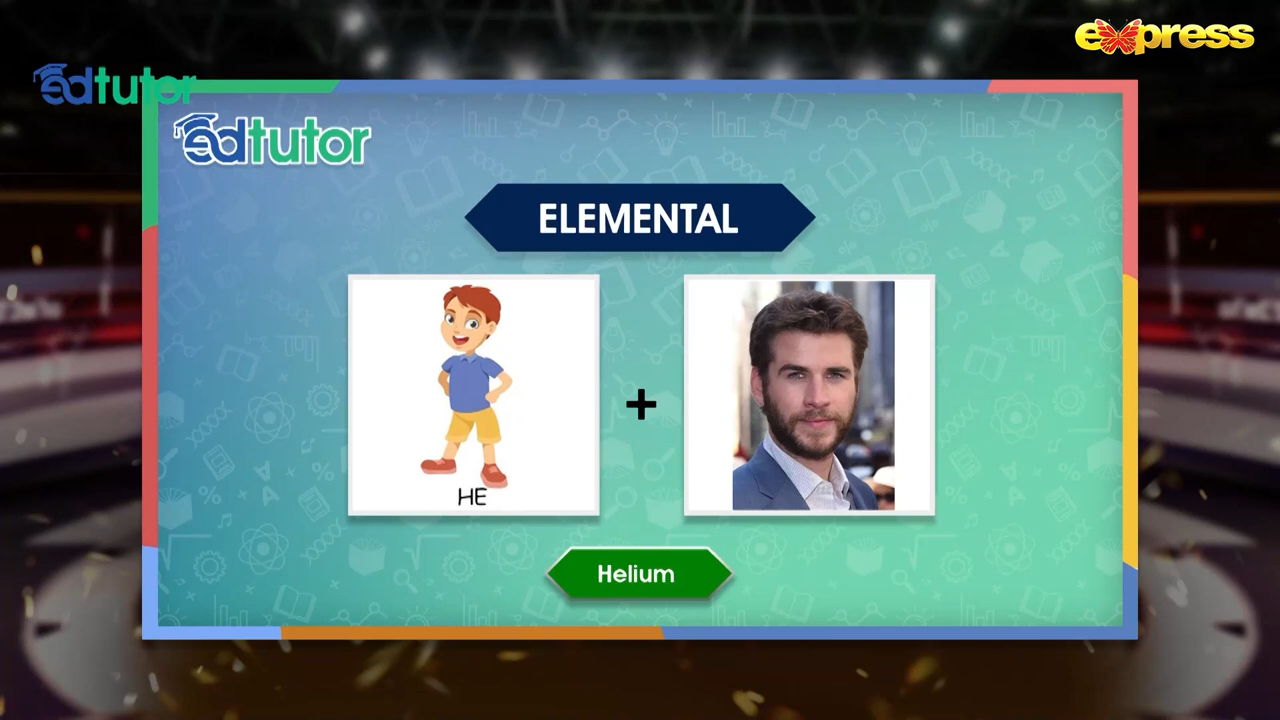 express
edtutor
edtutor
ELEMENTAL
+
HE
Helium